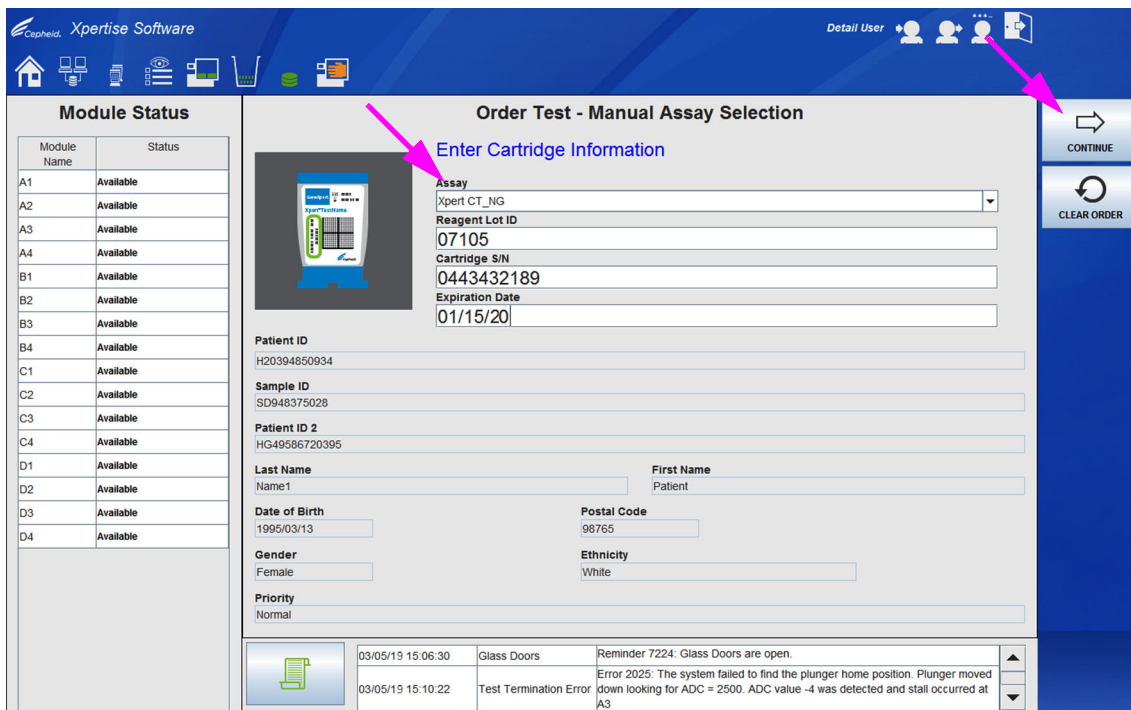 Cepheid. Xpertise Software
Detail User
Module Status
Module Name Status
A1 Available
A2 Available
A3 Available
A4 Available
B1 Available
B2 Available
B3 Available
B4 Available
C1 Available
C2 Available
C3 Available
C4 Available
D1 Available
D2 Available
D3 Available
D4 Available
Order Test - Manual Assay Selection
Enter Cartridge Information
GeneXpert
Xpert TestName
Cepheid
Assay
Xpert CT_NG
Reagent Lot ID
07105
Cartridge S/N
0443432189
Expiration Date
01/15/20
Patient ID
H20394850934
Sample ID
SD948375028
Patient ID 2
HG49586720395
Last Name First Name
Name1 Patient
Date of Birth Postal Code
1995/03/13 98765
Gender Ethnicity
Female White
Priority
Normal
03/05/19 15:06:30 Glass Doors Reminder 7224: Glass Doors are open.
03/05/19 15:10:22 Test Termination Error Error 2025: The system failed to find the plunger home position. Plunger moved
down looking for ADC = 2500. ADC value -4 was detected and stall occurred at
A3
CONTINUE
CLEAR ORDER